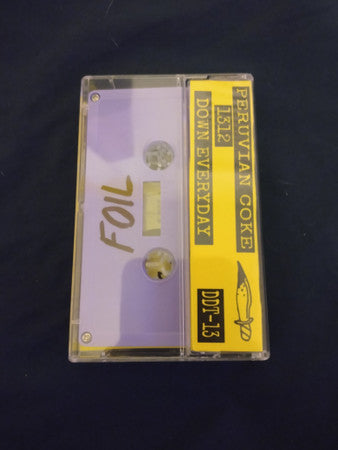 FOIL
PERUVIAN COKE
1312
DOWN EVERYDAY
DDT-13